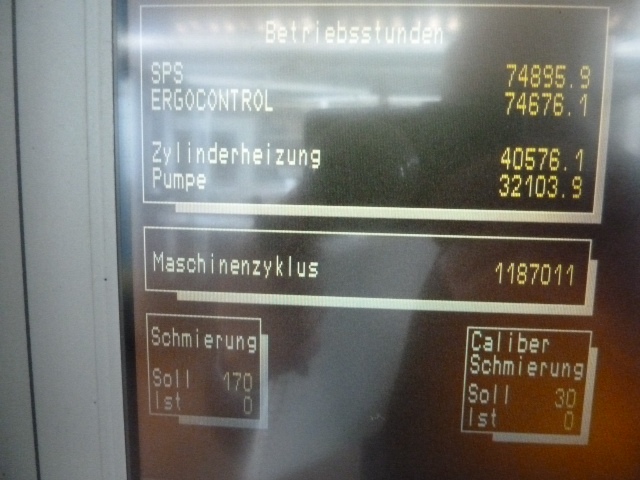 Betriebsstunden
SPS 74895.9
ERGOCONTROL 74676.1
Zylinderheizung 40576.1
Pumpe 32103.9
Maschinenzyklus 1187011
Schmierung
Soll 170
Ist 0
Caliber
Schmierung
Soll 30
Ist 0